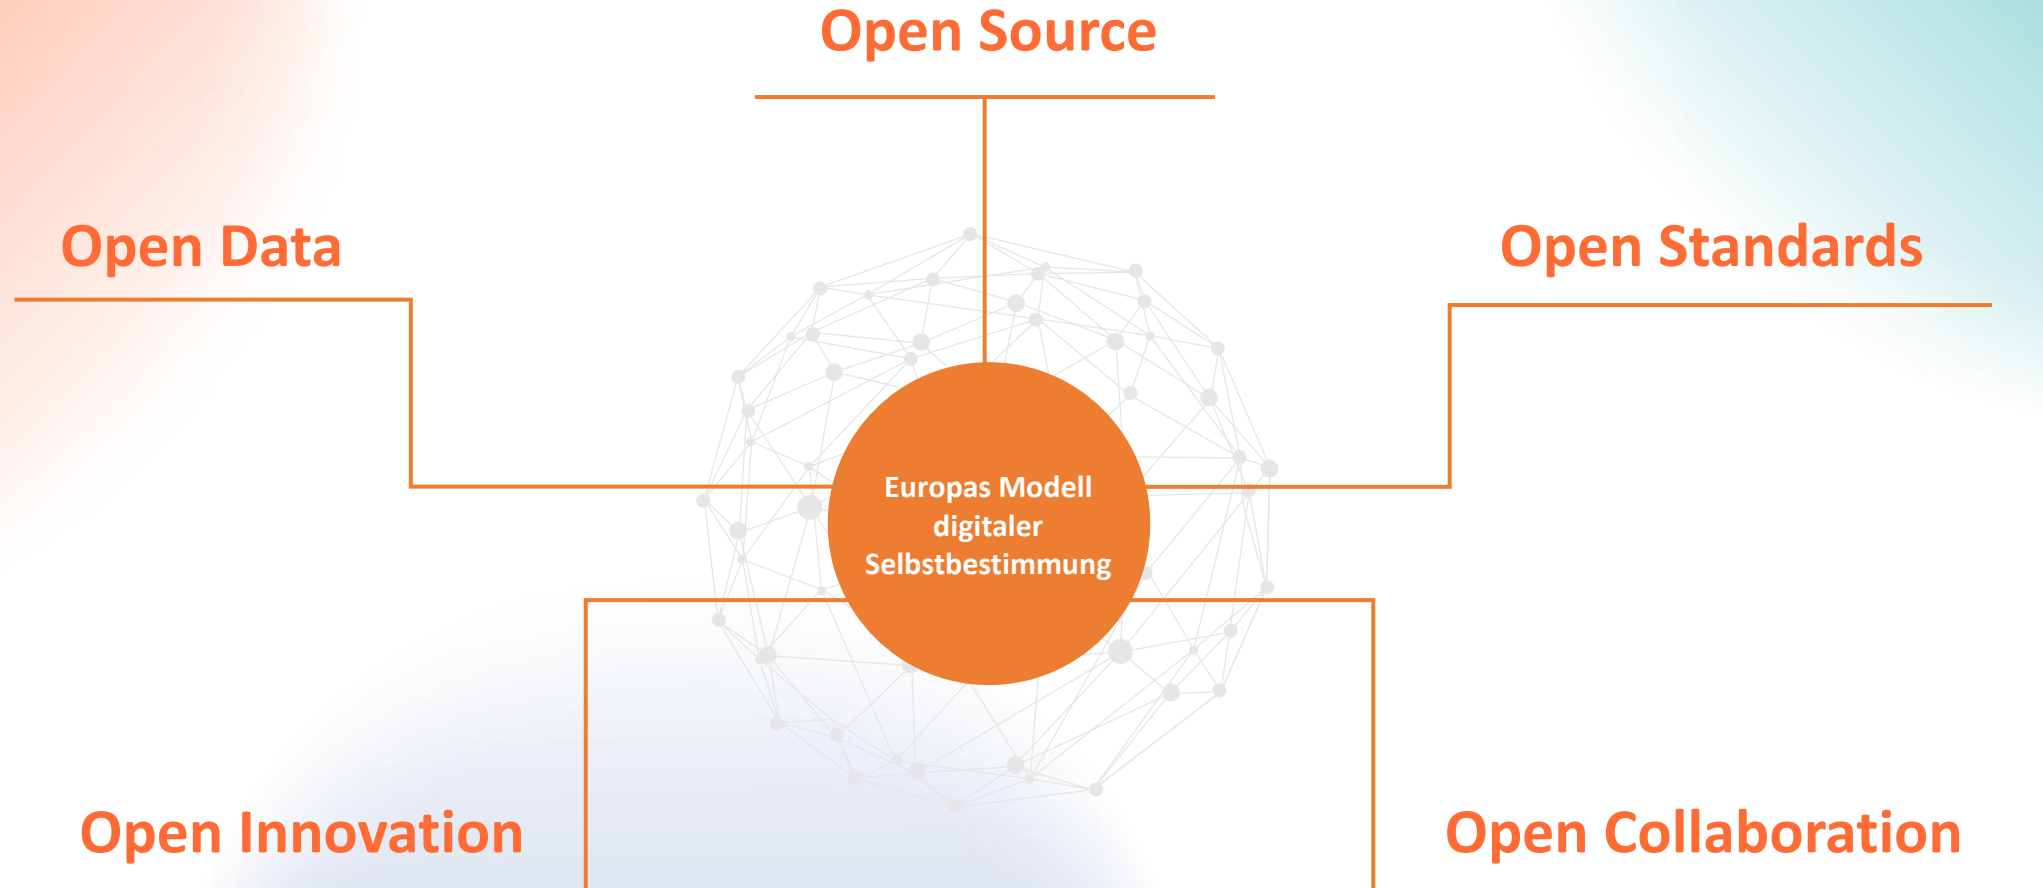 Open Source
Open Data
Open Standards
Europas Modell
digitaler
Selbstbestimmung
Open Innovation
Open Collaboration